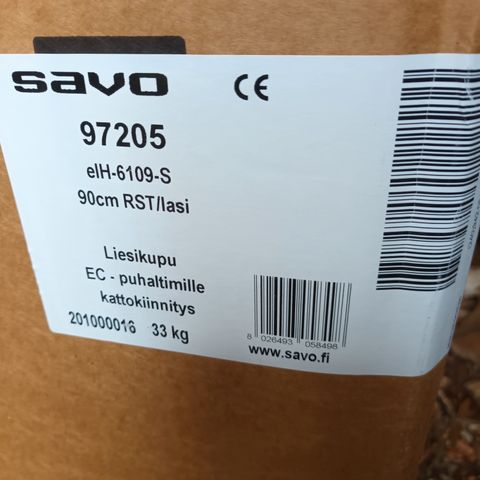 savo CE
97205
eIH-6109-S
90cm RST/lasi
Liesikupu
EC - puhaltimille
kattokiinnitys
201000016 33 kg
8 026493 058498
www.savo.fi